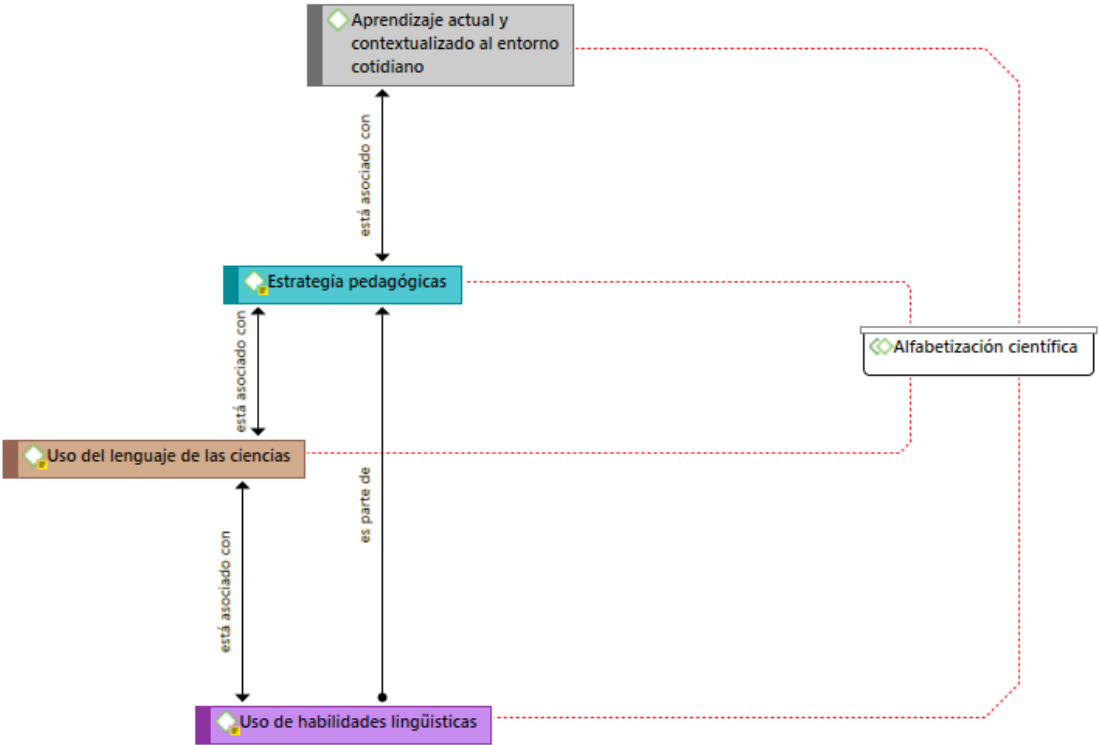 Aprendizaje actual y
contextualizado al entorno
cotidiano
está asociado con
Estrategia pedagógicas
está asociado con
Alfabetización científica
Uso del lenguaje de las ciencias
es parte de
está asociado con
Uso de habilidades lingüisticas